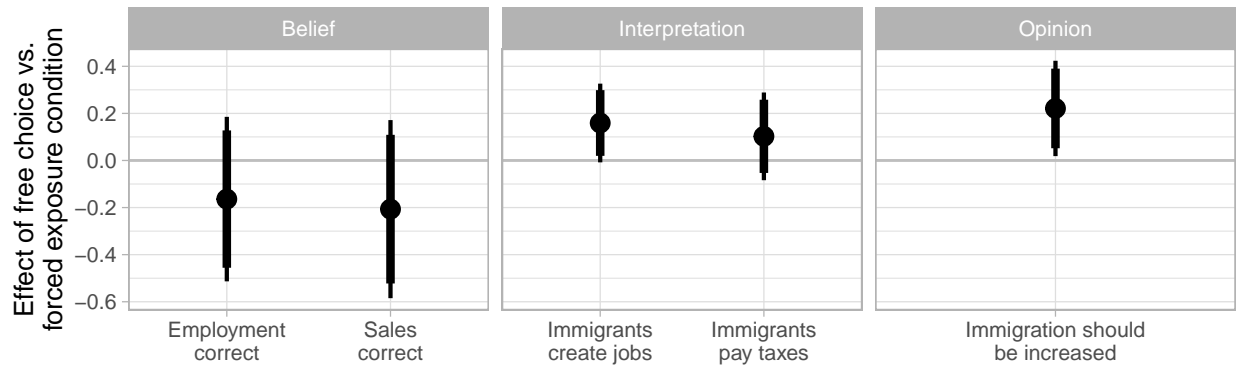 Belief
Interpretation
Opinion
Effect of free choice vs.
forced exposure condition
0.4
0.2
0.0
−0.2
−0.4
−0.6
Employment
correct
Sales
correct
Immigrants
create jobs
Immigrants
pay taxes
Immigration should
be increased